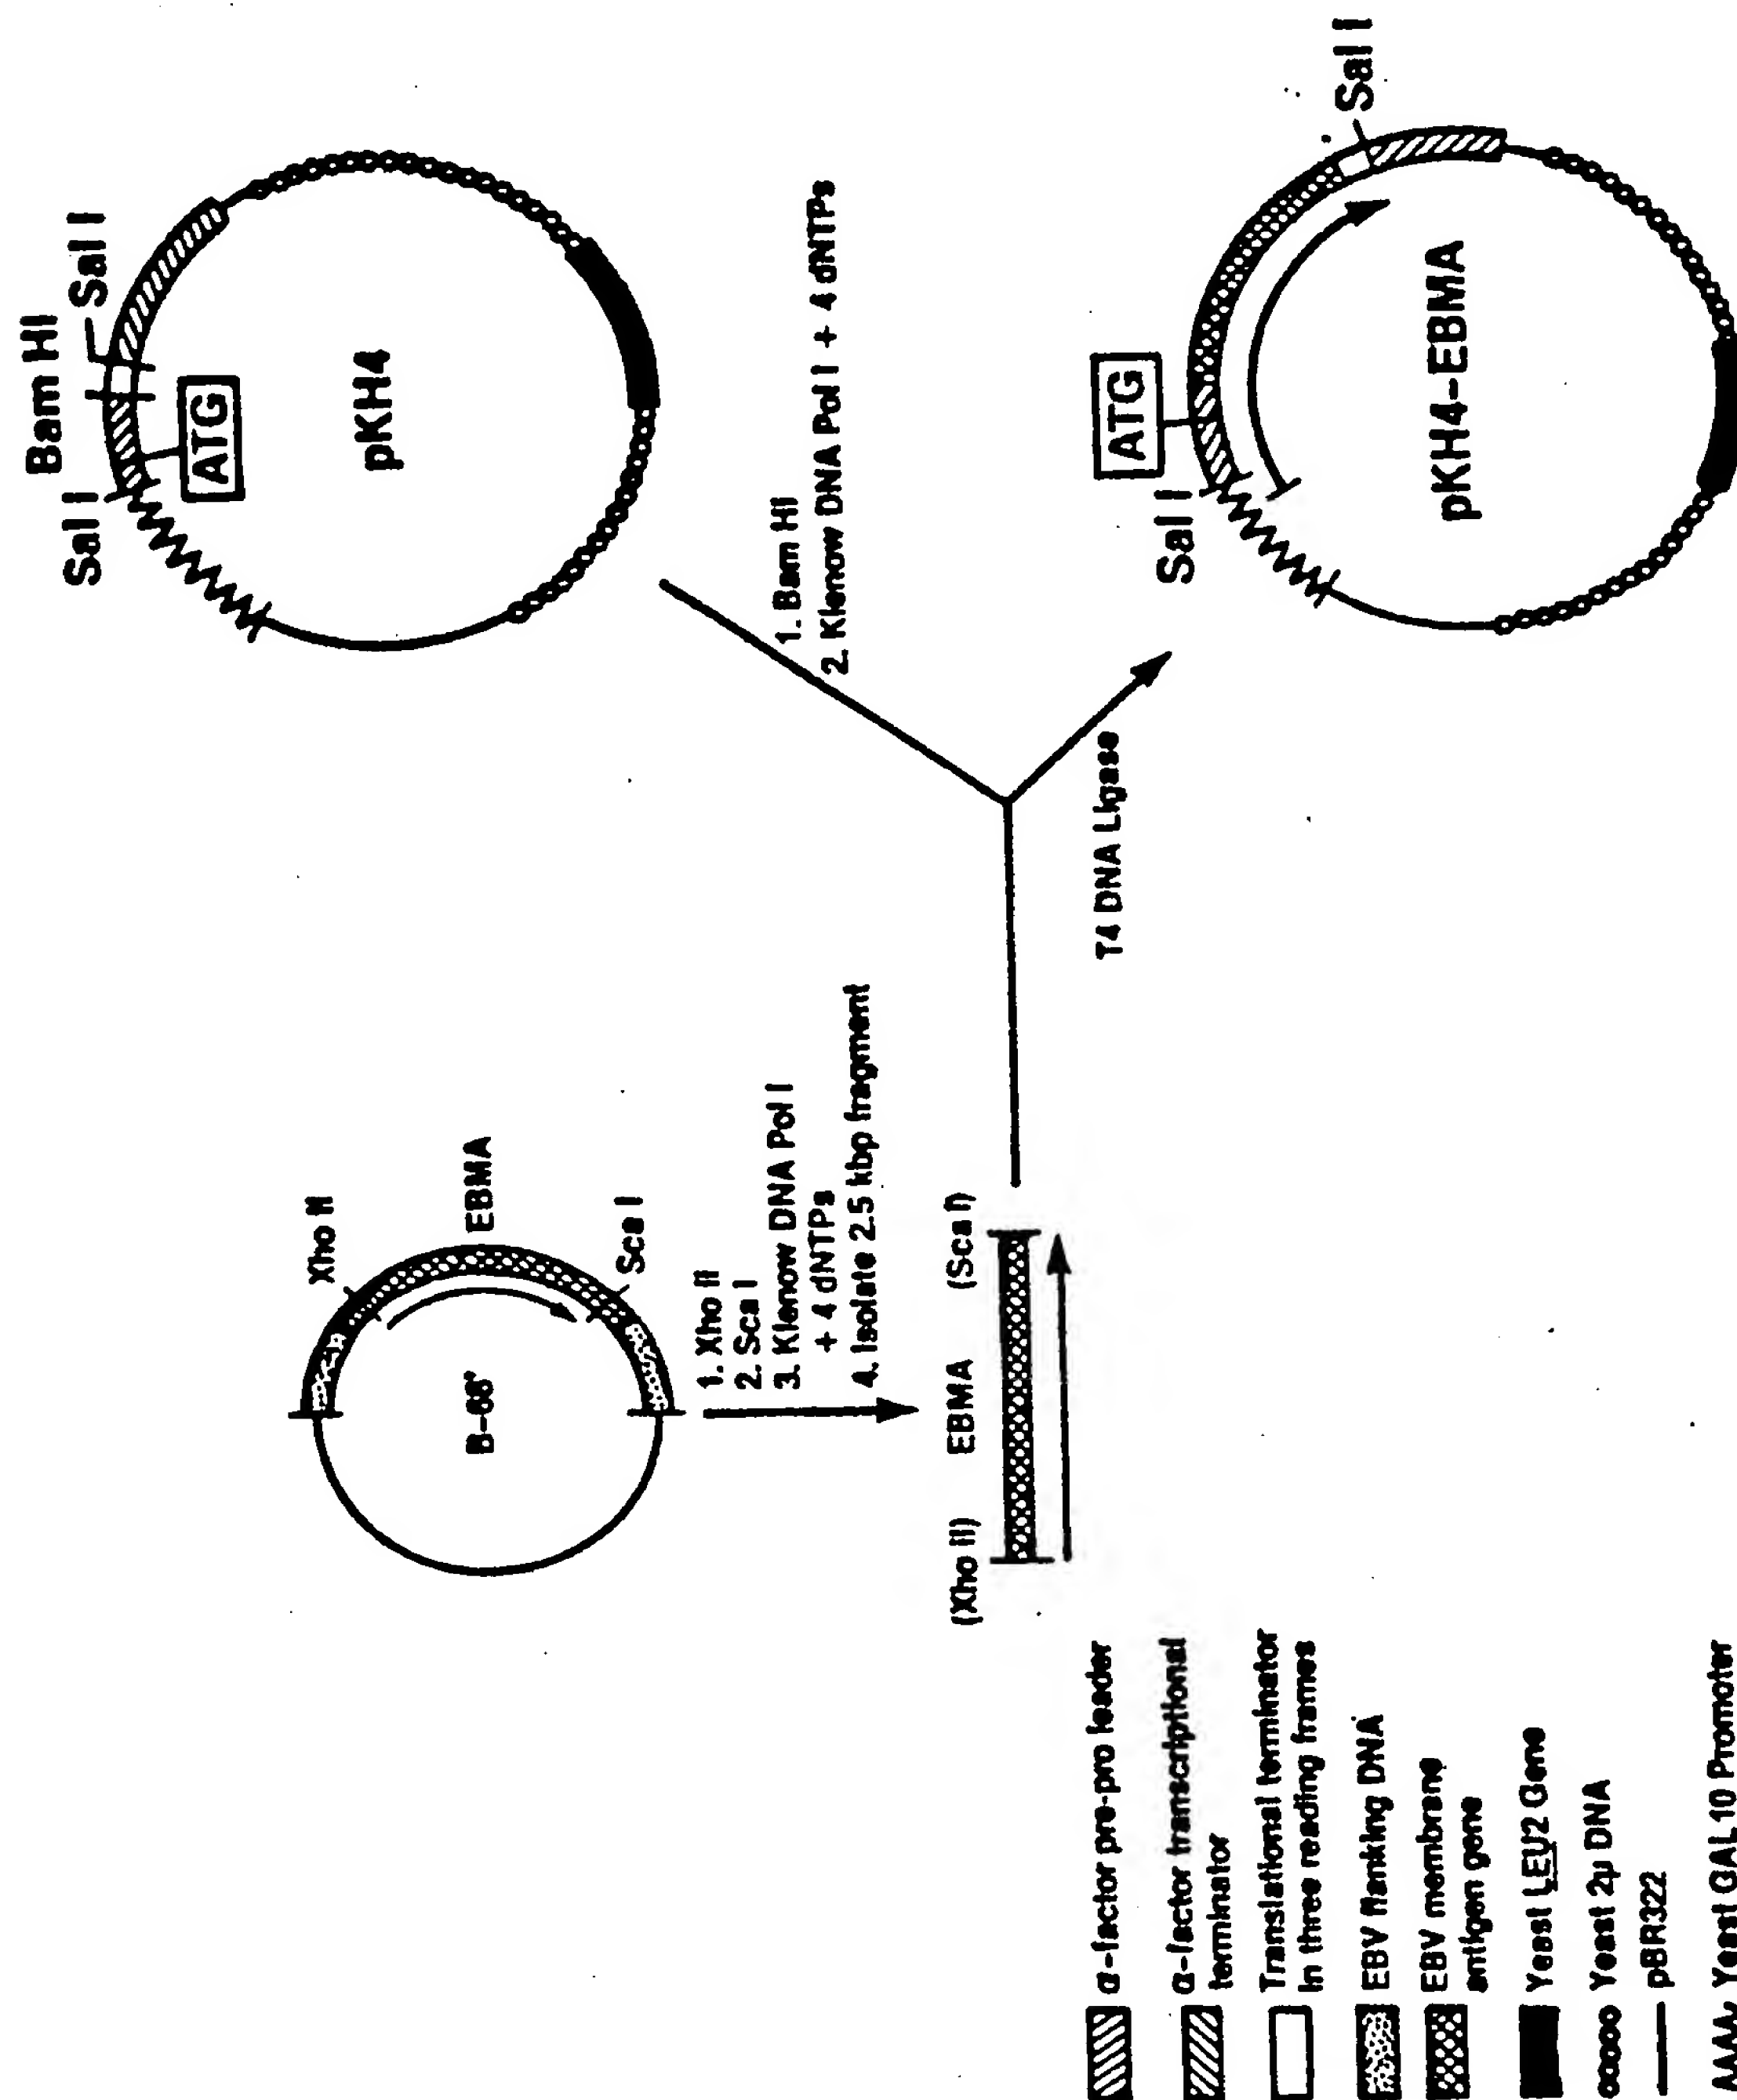 Xho II
EBMA
Sca I
B-68'
1. Xho II
2. Sca I
3. Klenow DNA Pol I
+ 4 dNTPs
4. Isolate 2.5 kbp fragment
(Xho II) EBMA (Sca I)
Bam HI
Sal I
Sal I
ATG
pKH4
1. Bam HI
2. Klenow DNA Pol I + 4 dNTPs
T4 DNA Ligase
ATG
Sal I
Sal I
pKH4-EBMA
α-factor pre-pro leader
α-factor transcriptional
terminator
Translational terminator
in three reading frames
EBV flanking DNA
EBV membrane
antigen gene
Yeast LEU2 Gene
Yeast 2μ DNA
pBR322
Yeast GAL10 Promoter